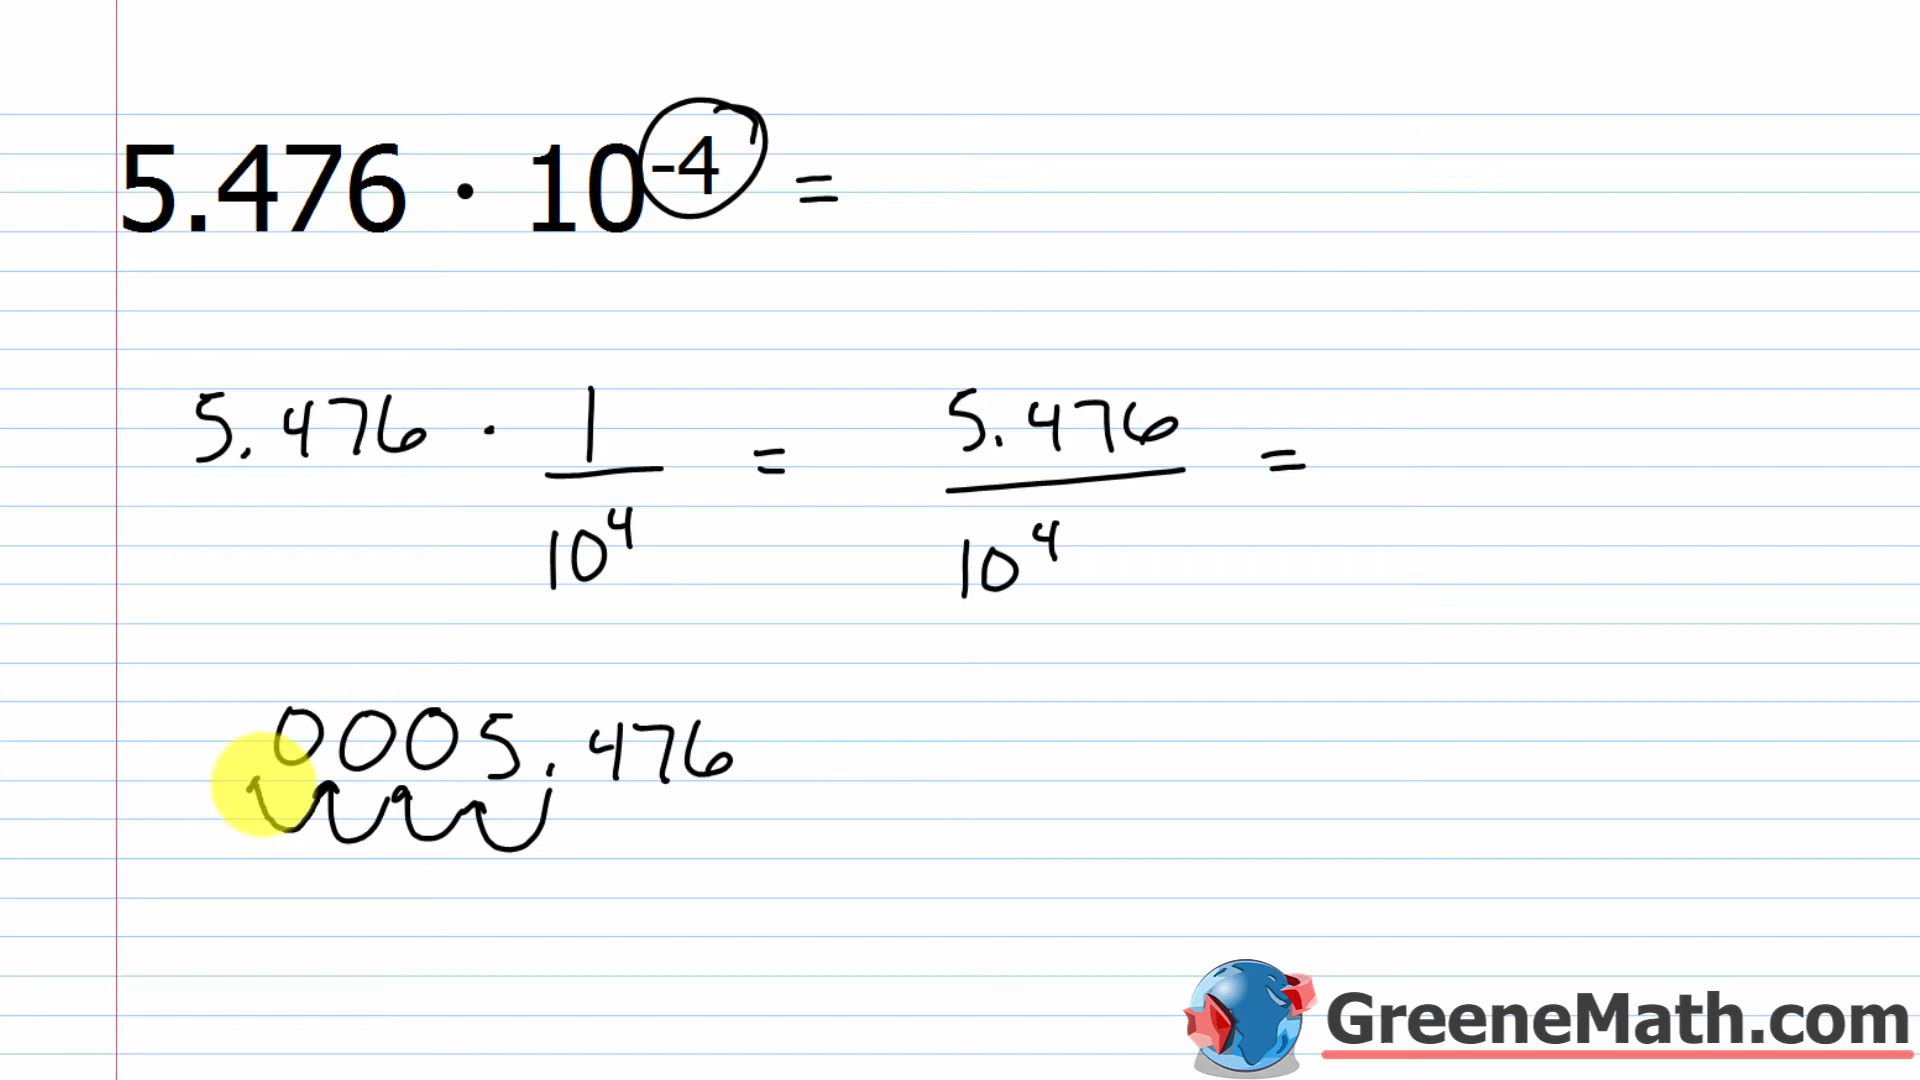 5.476 · 10^-4 =
5.476 · 1/10^4 = 5.476/10^4 =
0005.476
GreeneMath.com